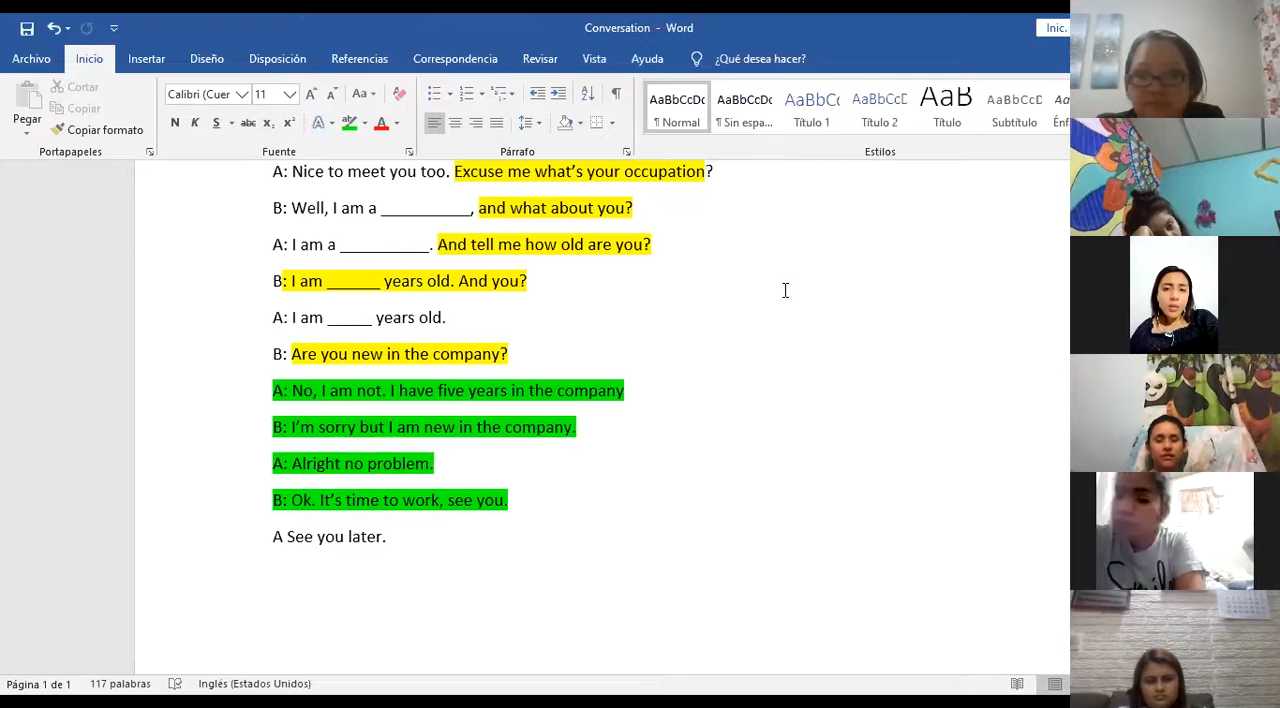 Conversation - Word
Inic.
Archivo Inicio Insertar Diseño Disposición Referencias Correspondencia Revisar Vista Ayuda ¿Qué desea hacer?
Pegar
Cortar
Copiar
Copiar formato
Portapapeles
Calibri (Cuer 11
N K S abc x₂ x²
Fuente
Párrafo
AaBbCcDc AaBbCcDc AaBbC AaBbCcD AaB AaBbCcD
¶ Normal ¶ Sin espa... Título 1 Título 2 Título Subtítulo
Estilos
A: Nice to meet you too. Excuse me what's your occupation?
B: Well, I am a __________, and what about you?
A: I am a __________. And tell me how old are you?
B: I am ______ years old. And you?
A: I am _____ years old.
B: Are you new in the company?
A: No, I am not. I have five years in the company
B: I'm sorry but I am new in the company.
A: Alright no problem.
B: Ok. It's time to work, see you.
A See you later.
Página 1 de 1 117 palabras Inglés (Estados Unidos)